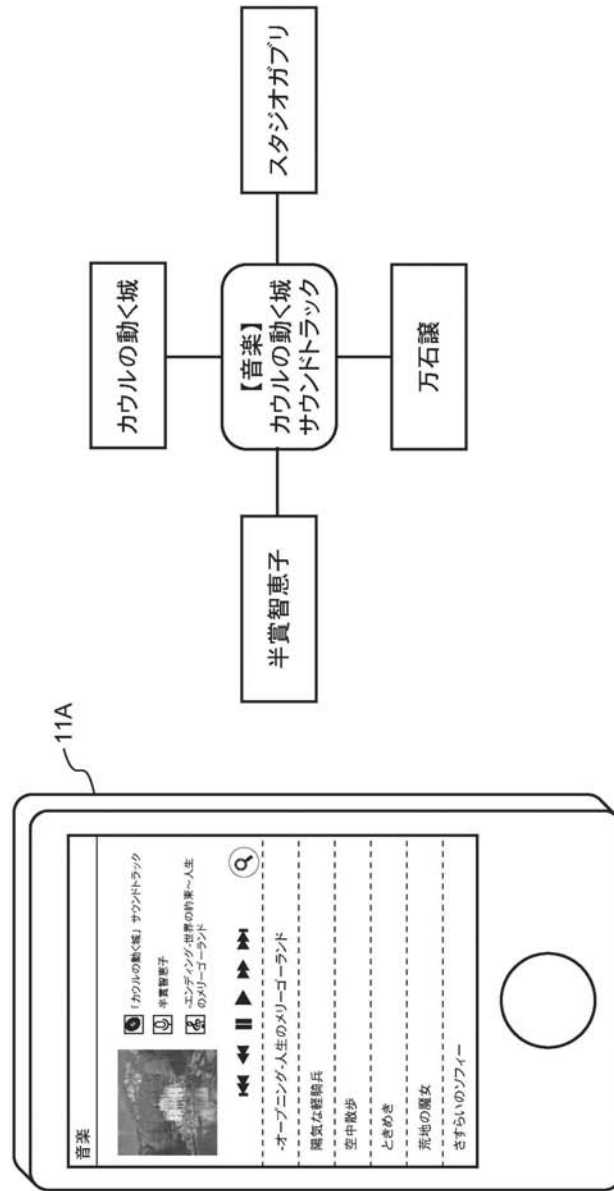 11A
音楽
「カウルの動く城」 サウンドトラック
半賞智恵子
-エンディング-世界の約束～人生
のメリーゴーランド
-オープニング-人生のメリーゴーランド
陽気な軽騎兵
空中散歩
ときめき
荒地の魔女
さすらいのソフィー
カウルの動く城
半賞智恵子
【音楽】
カウルの動く城
サウンドトラック
スタジオガブリ
万石譲